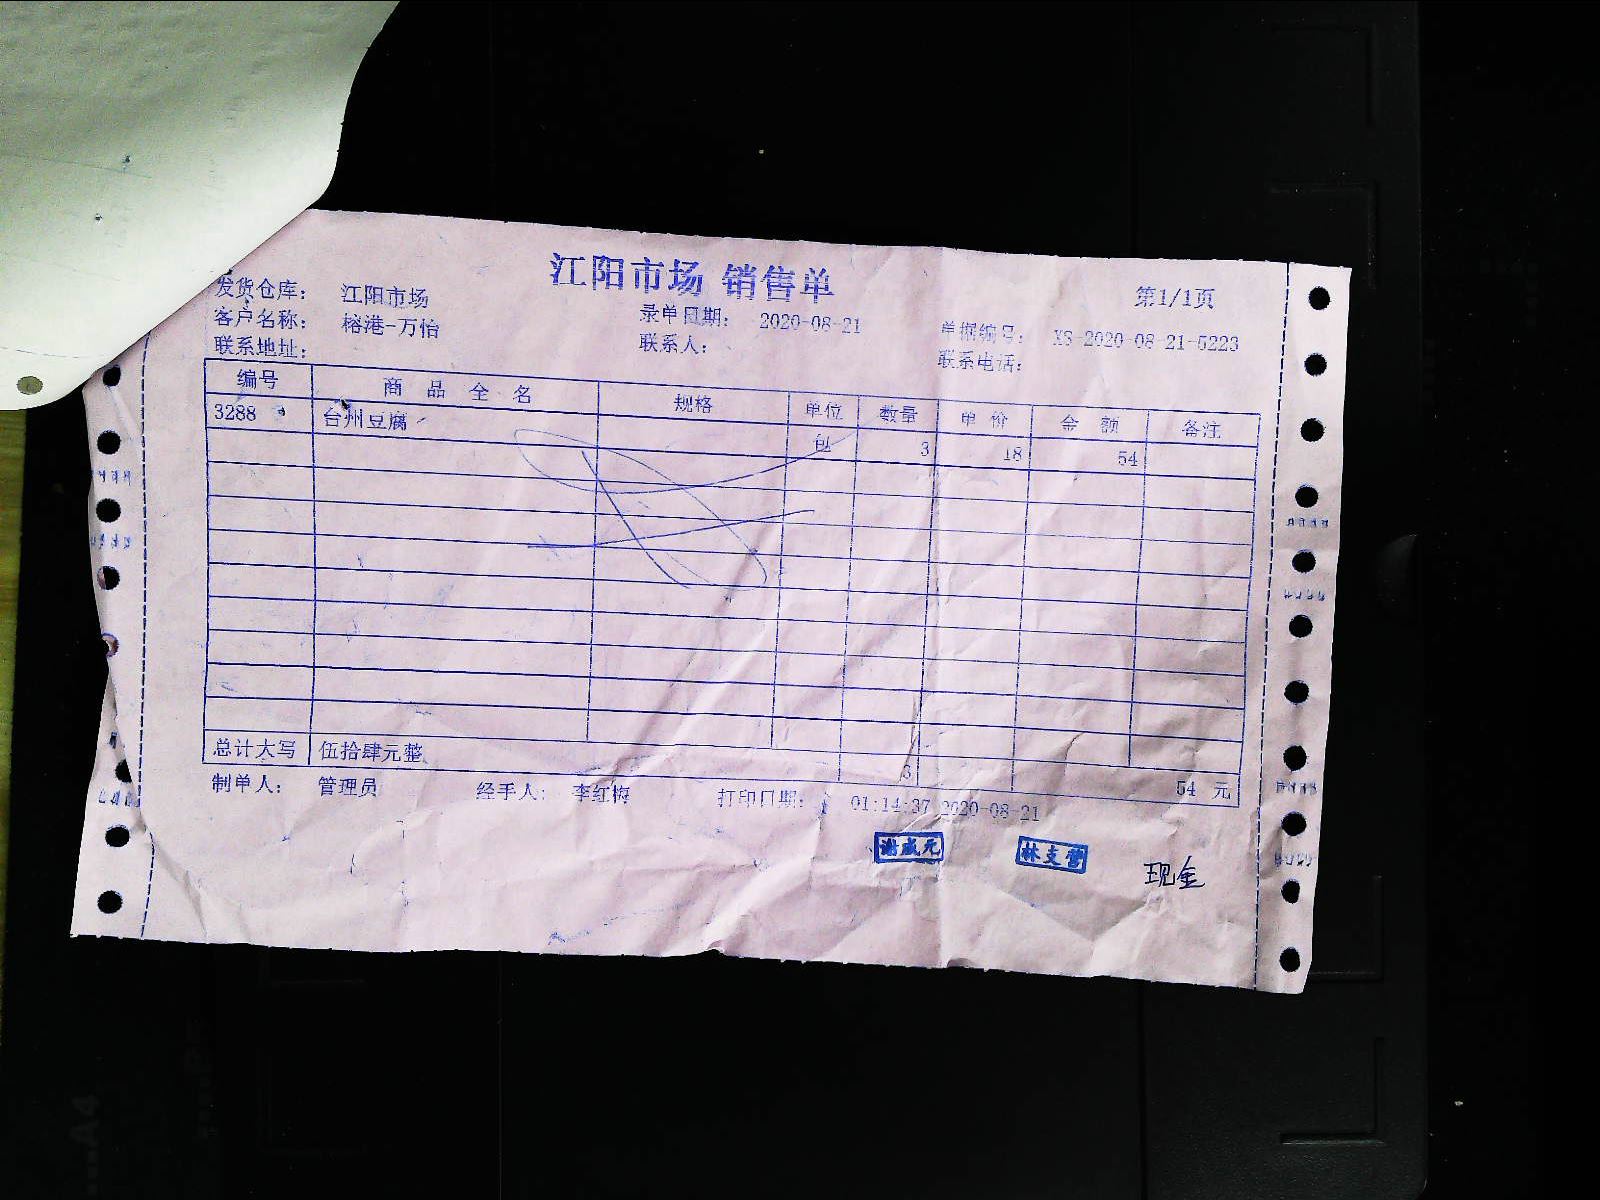 江阳市场 销售单
发货仓库： 江阳市场 第1/1页
客户名称： 榕港-万怡 录单日期： 2020-08-21 单据编号： XS-2020-08-21-5223
联系地址： 联系人： 联系电话：
编号 商品全名 规格 单位 数量 单价 金额 备注
3288 台州豆腐 包 3 18 54
总计大写 伍拾肆元整 3 54 元
制单人： 管理员 经手人： 李红梅 打印日期： 01:14:37 2020-08-21
现金